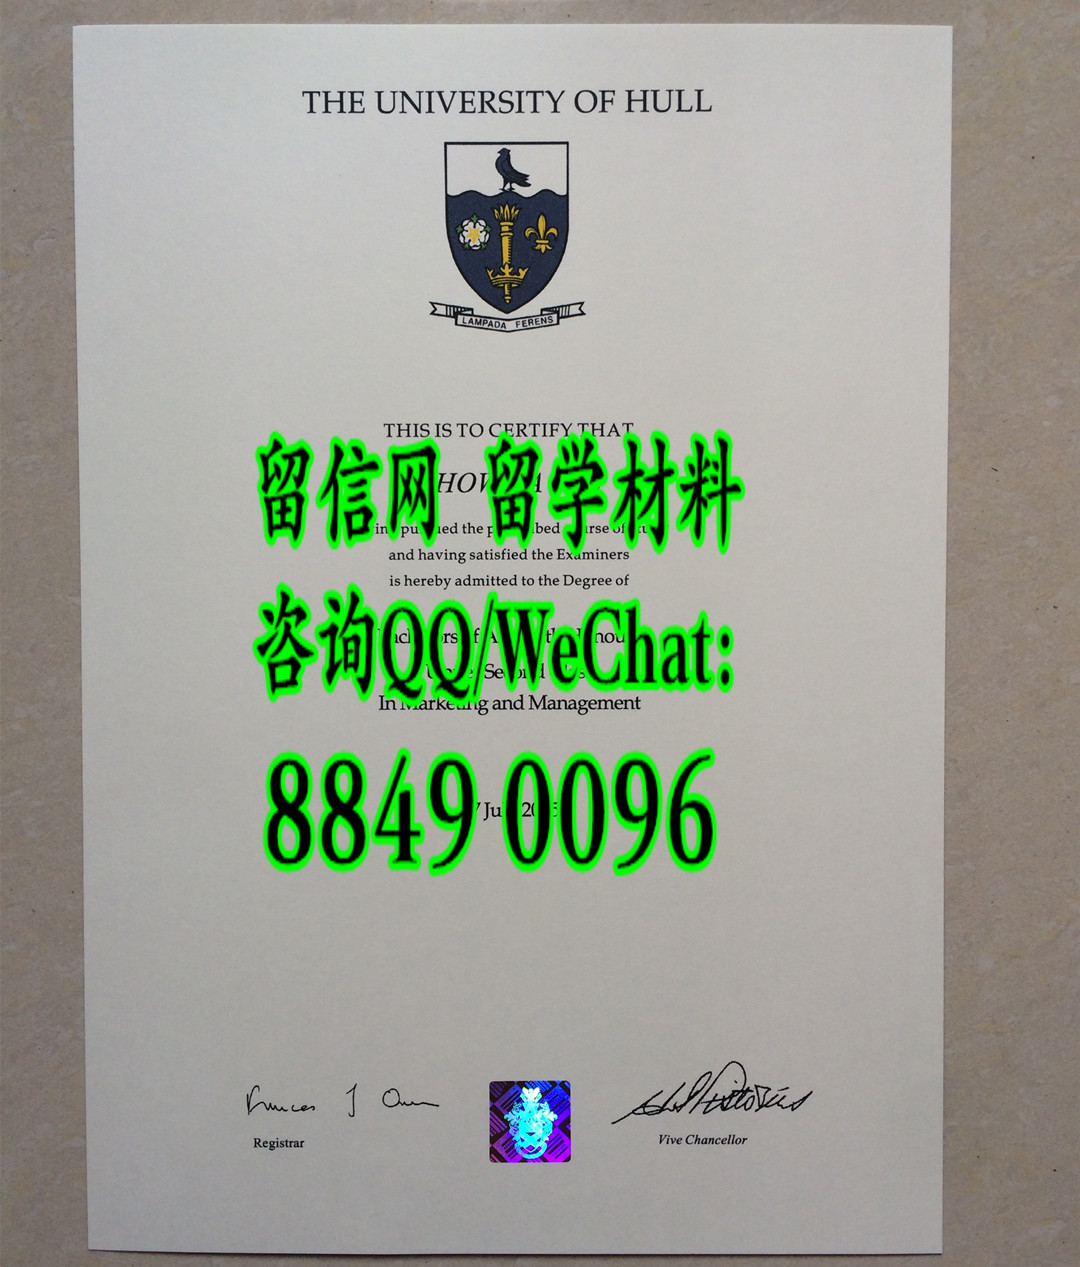 THE UNIVERSITY OF HULL
LAMPADA FERENS
THIS IS TO CERTIFY THAT
留信网 留学材料
the
and having satisfied the Examiners
is hereby admitted to the Degree of
咨询QQ/WeChat:
In Marketing and Management
8849 0096
Registrar
Vive Chancellor